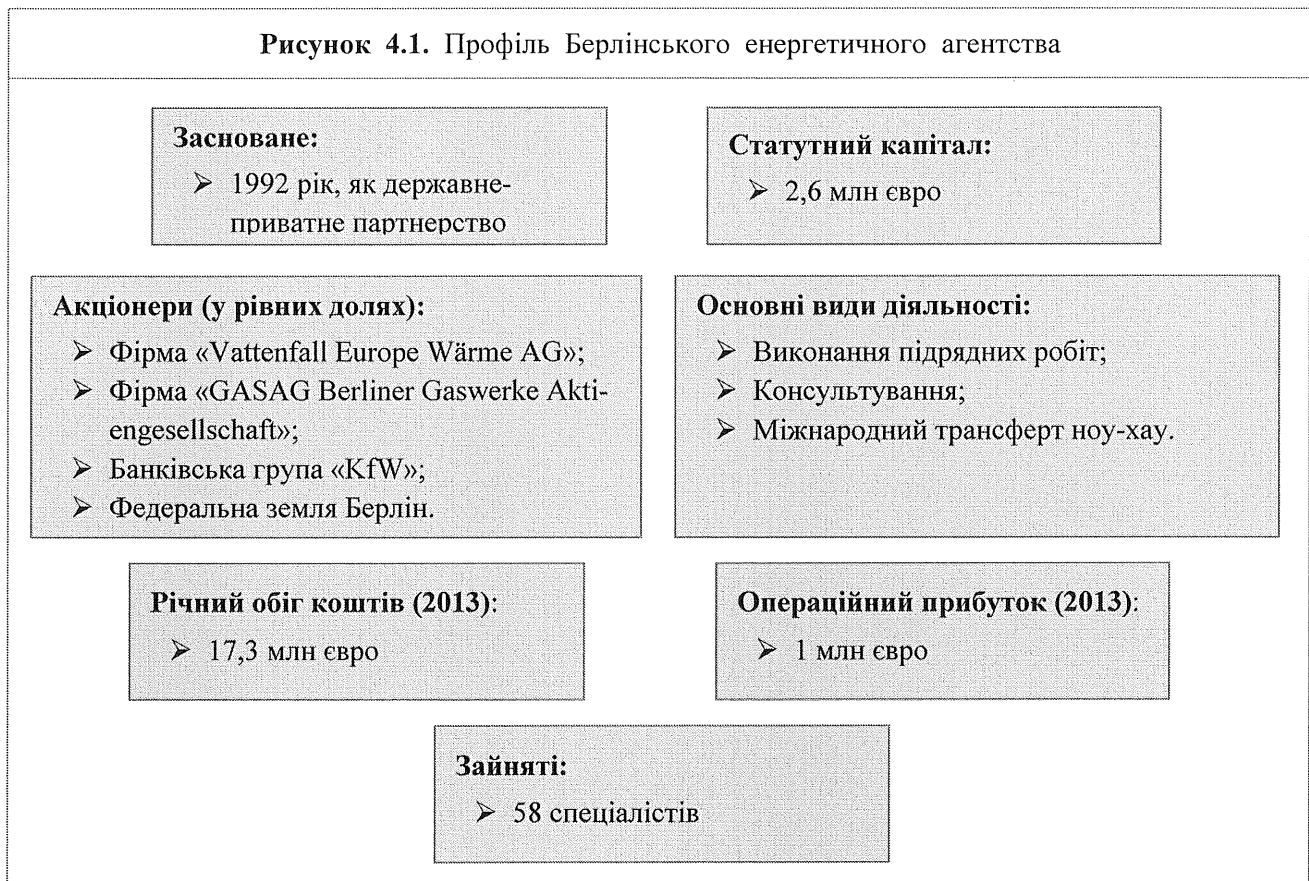 Рисунок 4.1. Профіль Берлінського енергетичного агентства
Засноване:
➢ 1992 рік, як державне-
приватне партнерство
Статутний капітал:
➢ 2,6 млн євро
Акціонери (у рівних долях):
➢ Фірма «Vattenfall Europe Wärme AG»;
➢ Фірма «GASAG Berliner Gaswerke Akti-
engesellschaft»;
➢ Банківська група «KfW»;
➢ Федеральна земля Берлін.
Основні види діяльності:
➢ Виконання підрядних робіт;
➢ Консультування;
➢ Міжнародний трансферт ноу-хау.
Річний обіг коштів (2013):
➢ 17,3 млн євро
Операційний прибуток (2013):
➢ 1 млн євро
Зайняті:
➢ 58 спеціалістів